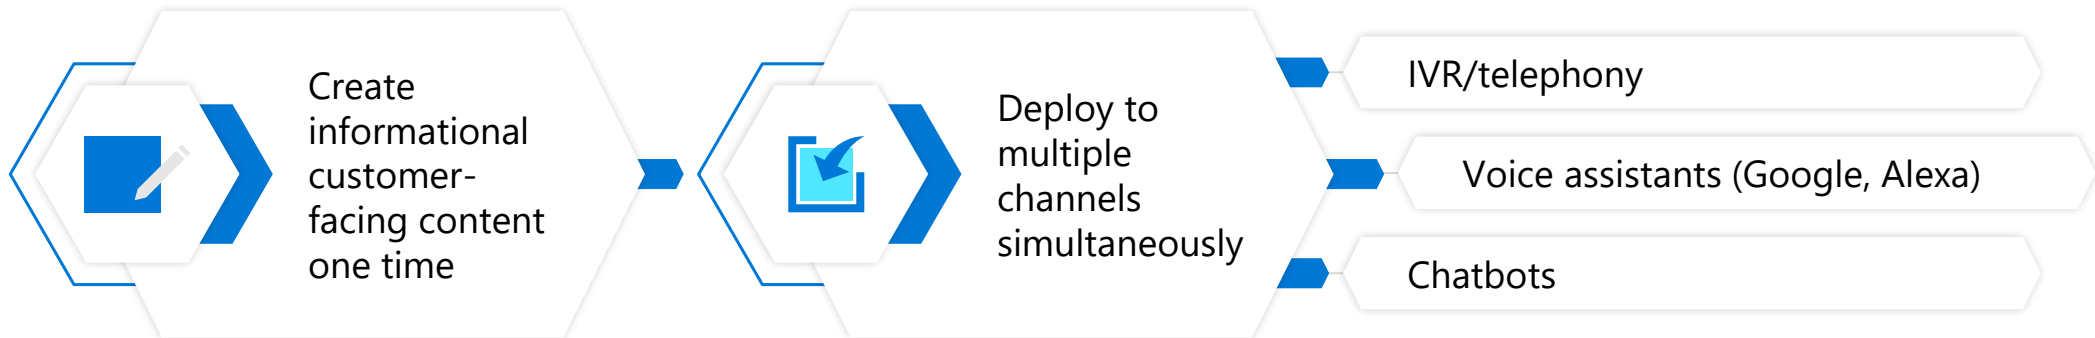 Create
informational
customer-
facing content
one time
Deploy to
multiple
channels
simultaneously
IVR/telephony
Voice assistants (Google, Alexa)
Chatbots